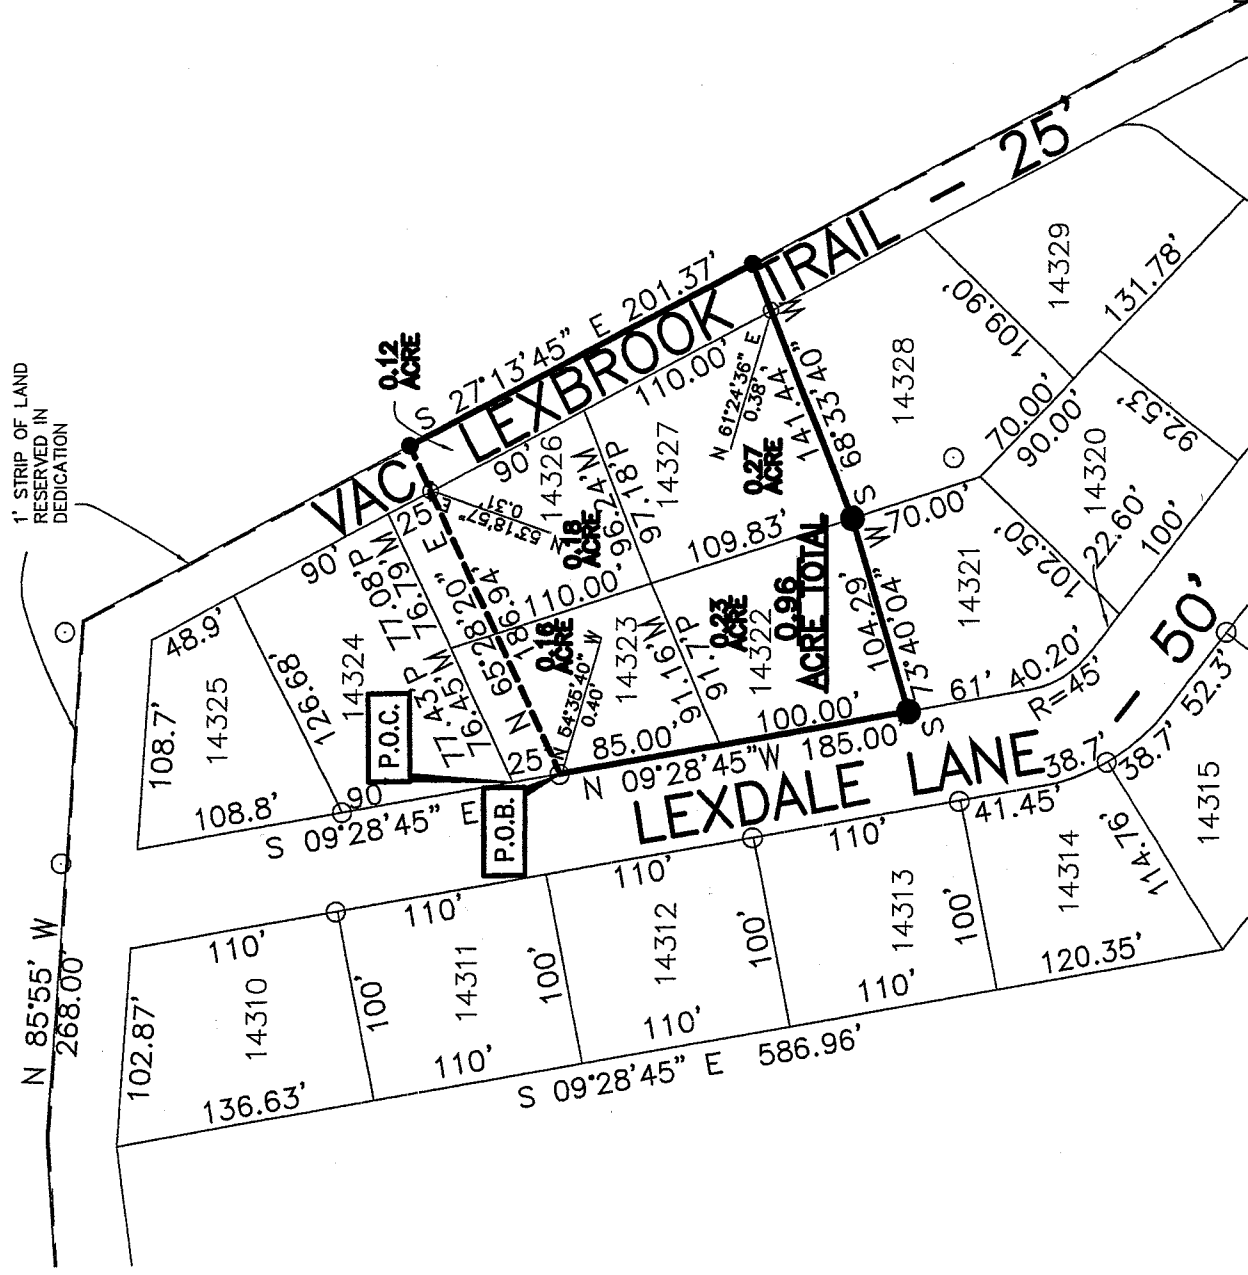 1' STRIP OF LAND
RESERVED IN
DEDICATION
N 85°55' W
268.00'
VAC LEXBROOK TRAIL - 25'
S 27°13'45" E 201.37'
0.12
ACRE
48.9'
90'
25'
90'
110.00'
108.7'
14325
108.8'
126.68'
14324
90
77.08'P
76.79'M
77.43'P
76.45'M
25'
P.O.C.
P.O.B.
S 09°28'45" E
N 65°28'20" E
186.94'
14326
0.18
ACRE
N 53°18'57" E
0.31'
96.24'M
97.18'P
14327
N 61°24'36" E
0.38'
0.27
ACRE
141.44'
S 68°33'40" W
110.00'
109.83'
0.16
ACRE
14323
N 54°36'40" W
0.40'
91.16'M
91.7'P
0.23
ACRE
14322
0.96
ACRE TOTAL
104.29'
S 73°40'04" W
85.00'
100.00'
N 09°28'45"W 185.00'
LEXDALE LANE - 50'
14328
109.90'
14329
131.78'
70.00'
90.00'
70.00'
14320
92.53'
22.60'
100'
102.50'
14321
61'
40.20'
R=45'
38.7'
38.7'
52.3'
41.45'
14315
114.76'
14314
120.35'
110'
110'
110'
110'
102.87'
14310
136.63'
100'
14311
110'
100'
14312
110'
100'
14313
110'
100'
S 09°28'45" E 586.96'